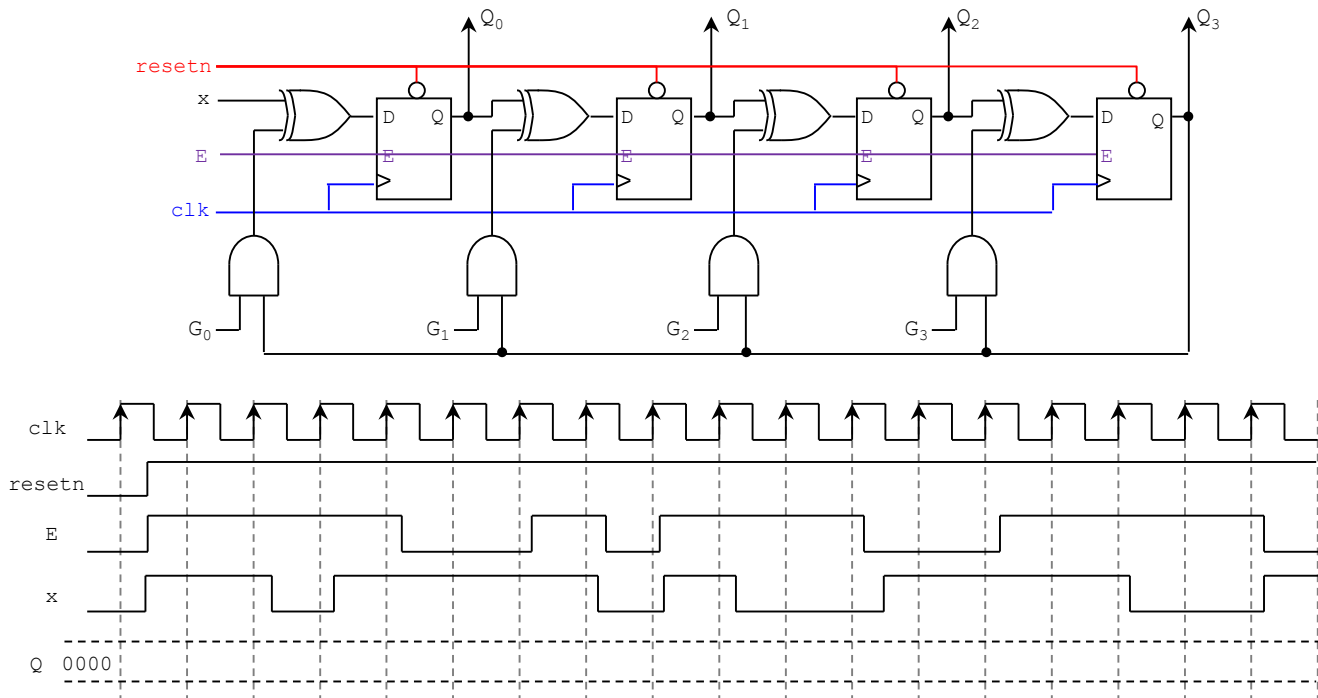 Q0 Q1 Q2 Q3
resetn
x
D Q D Q D Q D Q
E E E E E
clk
G0 G1 G2 G3
clk
resetn
E
x
Q 0000